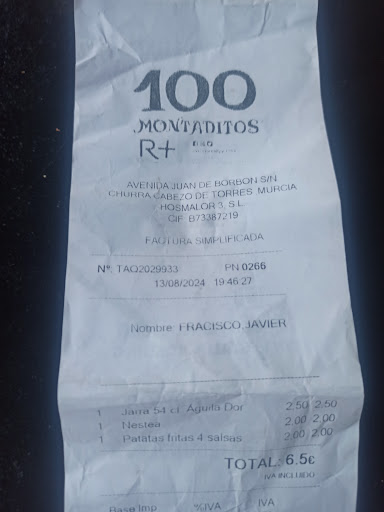 100
MONTADITOS
R+
AVENIDA JUAN DE BORBON S/N
CHURRA CABEZO DE TORRES MURCIA
HOSMALOR 3, S.L.
CIF B73387219
FACTURA SIMPLIFICADA
Nº TAO2029933 PN 0266
13/08/2024 19:46:27
Nombre: FRACISCO JAVIER
1 Jarra 54 cl. Aguila Dor 2.50 2.50
1 Nestea 2.00 2.00
1 Patatas fritas 4 salsas 2.00 2.00
TOTAL: 6.5€
IVA INCLUIDO
Base Imp %IVA IVA